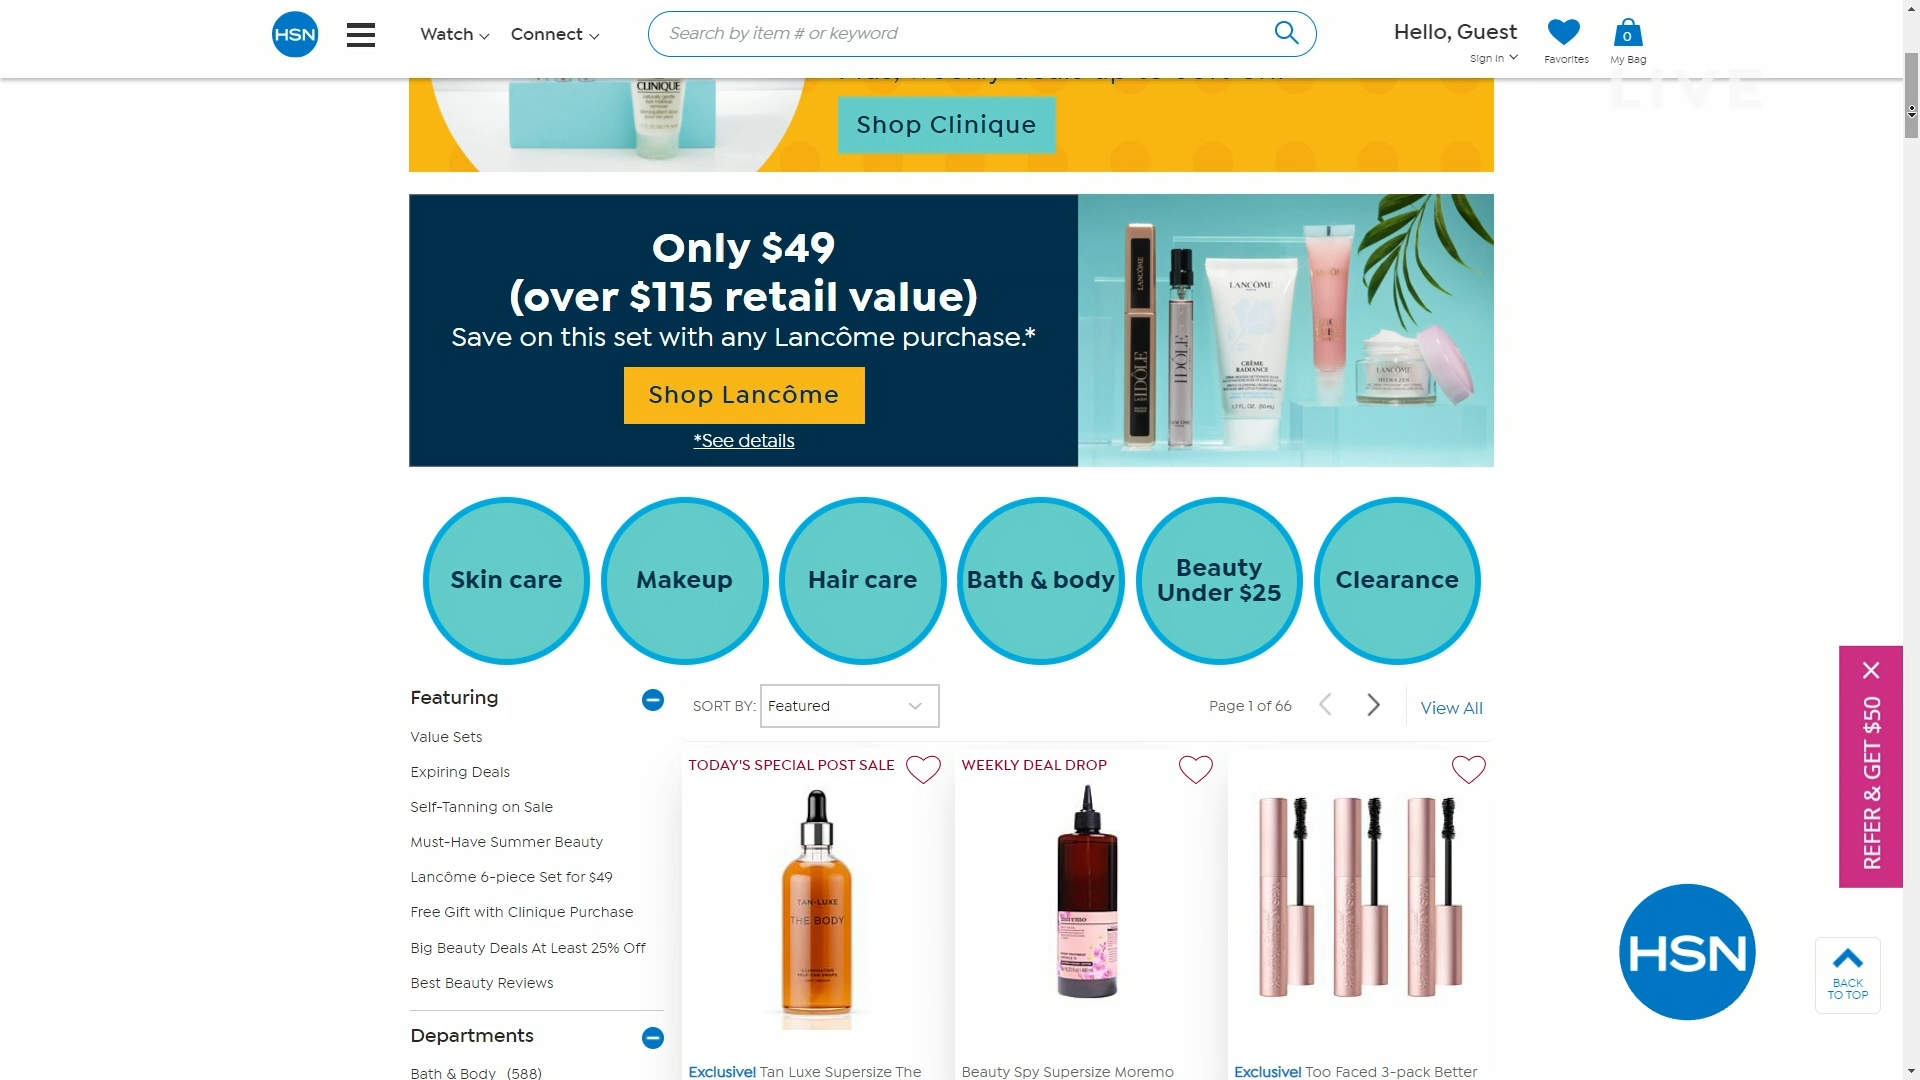 HSN
Watch
Connect
Search by item # or keyword
Hello, Guest
Sign In
Favorites
0
My Bag
LIVE
CLINIQUE
Shop Clinique
Only $49
(over $115 retail value)
Save on this set with any Lancôme purchase.*
Shop Lancôme
*See details
LANCÔME
IDÔLE
IDÔLE
LANCÔME
CRÈME
RADIANCE
LANCÔME
HYDRA ZEN
Skin care
Makeup
Hair care
Bath & body
Beauty
Under $25
Clearance
Featuring
Value Sets
Expiring Deals
Self-Tanning on Sale
Must-Have Summer Beauty
Lancôme 6-piece Set for $49
Free Gift with Clinique Purchase
Big Beauty Deals At Least 25% Off
Best Beauty Reviews
Departments
Bath & Body (588)
SORT BY: Featured
Page 1 of 66
View All
TODAY'S SPECIAL POST SALE
TAN-LUXE
THE BODY
Exclusive! Tan Luxe Supersize The
WEEKLY DEAL DROP
Beauty Spy Supersize Moremo
Exclusive! Too Faced 3-pack Better
REFER & GET $50
HSN
BACK
TO TOP